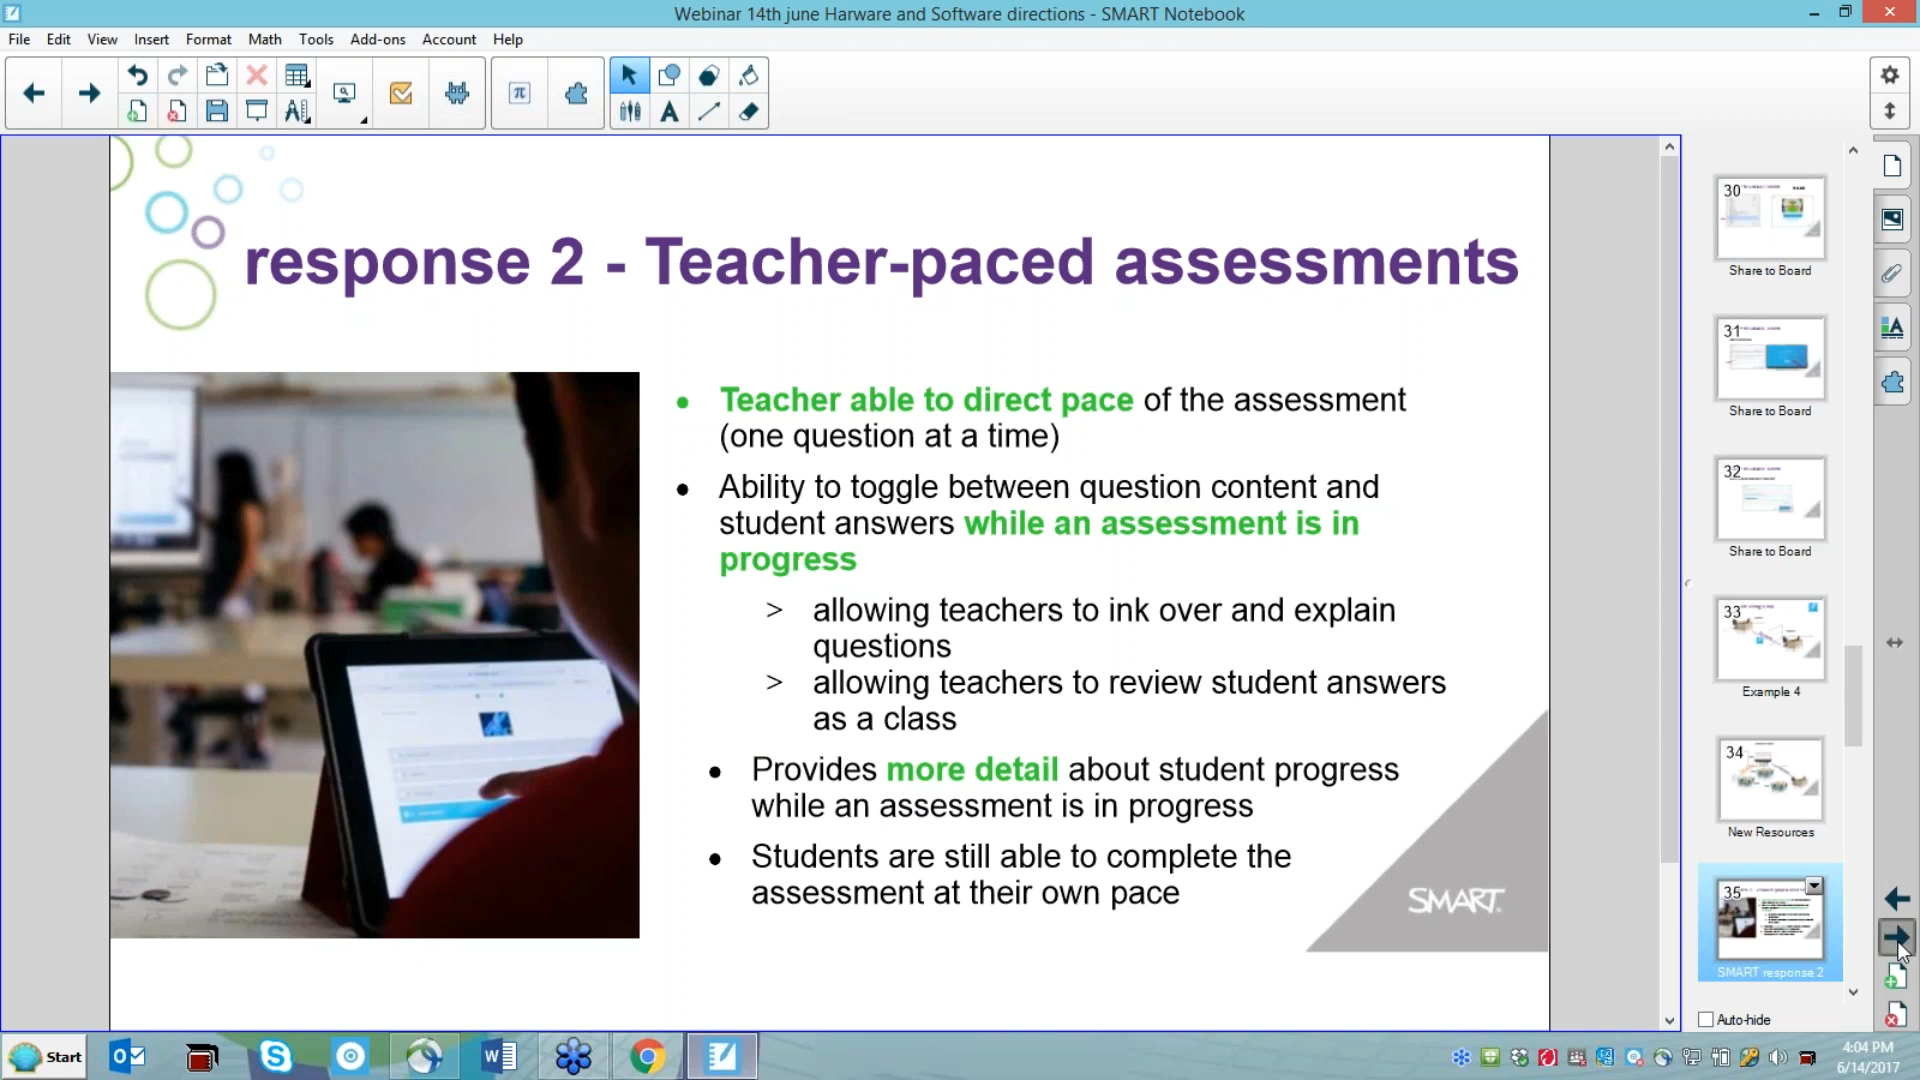 Webinar 14th june Harware and Software directions - SMART Notebook
File Edit View Insert Format Math Tools Add-ons Account Help
response 2 - Teacher-paced assessments
• Teacher able to direct pace of the assessment
(one question at a time)
• Ability to toggle between question content and
student answers while an assessment is in
progress
> allowing teachers to ink over and explain
questions
> allowing teachers to review student answers
as a class
• Provides more detail about student progress
while an assessment is in progress
• Students are still able to complete the
assessment at their own pace
SMART
30
Share to Board
31
Share to Board
32
Share to Board
33
Example 4
34
New Resources
35
SMART response 2
Auto-hide
Start
4:04 PM
6/14/2017